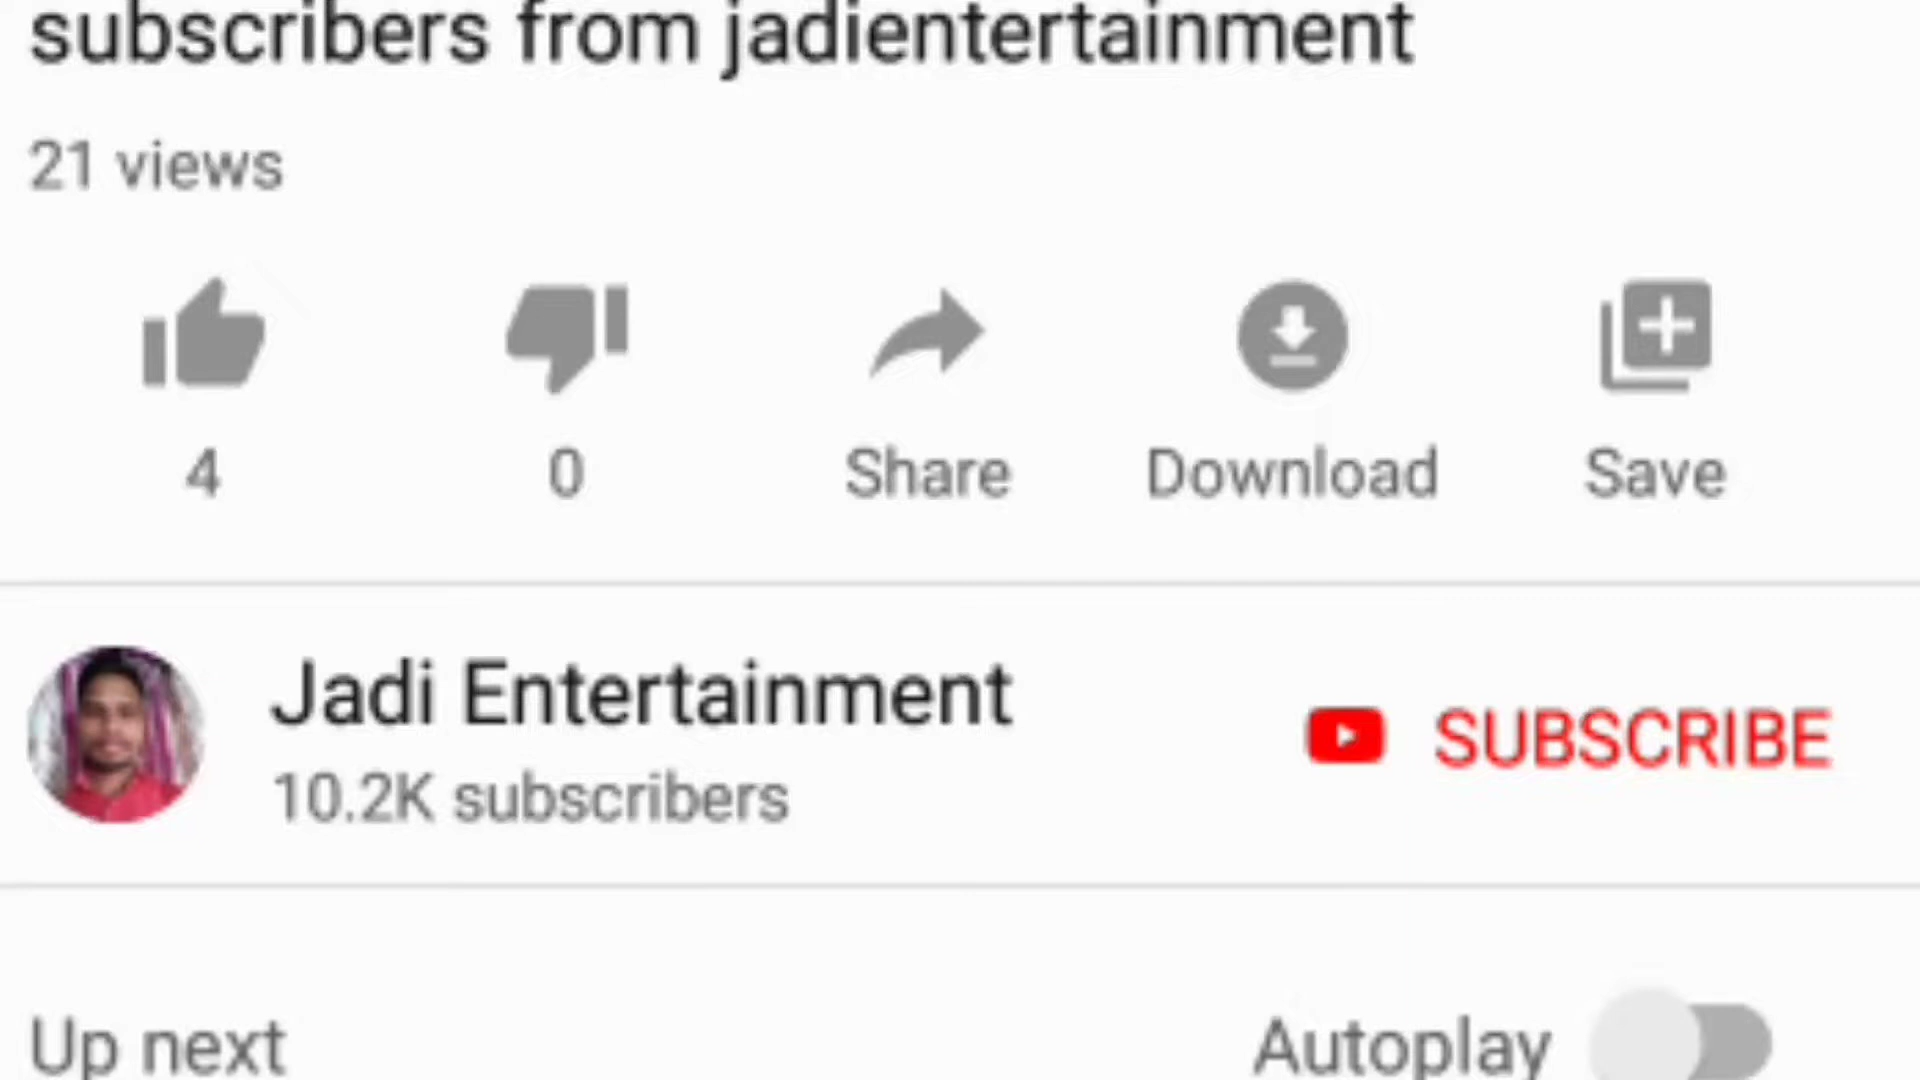 subscribers from jadientertainment
21 views
4 0 Share Download Save
Jadi Entertainment
10.2K subscribers
SUBSCRIBE
Up next Autoplay